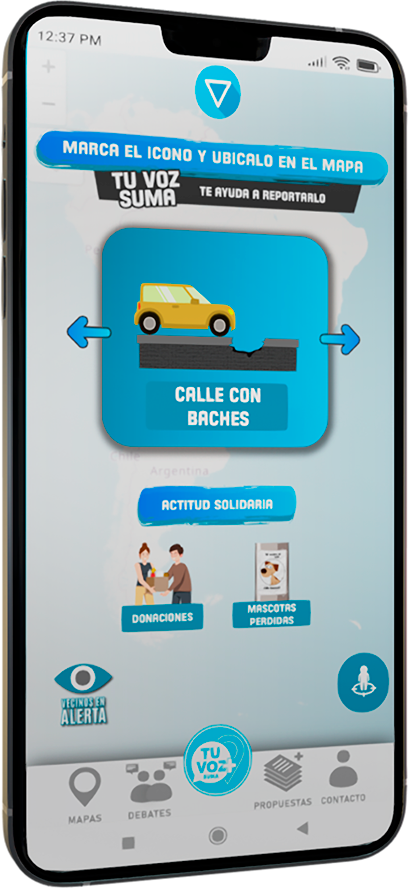 12:37 PM
MARCA EL ICONO Y UBICALO EN EL MAPA
TU VOZ
SUMA
TE AYUDA A REPORTARLO
CALLE CON
BACHES
Chile
Argentina
ACTITUD SOLIDARIA
DONACIONES
MASCOTAS
PERDIDAS
VECINOS EN
ALERTA
TU
VOZ
SUMA
MAPAS
DEBATES
PROPUESTAS
CONTACTO